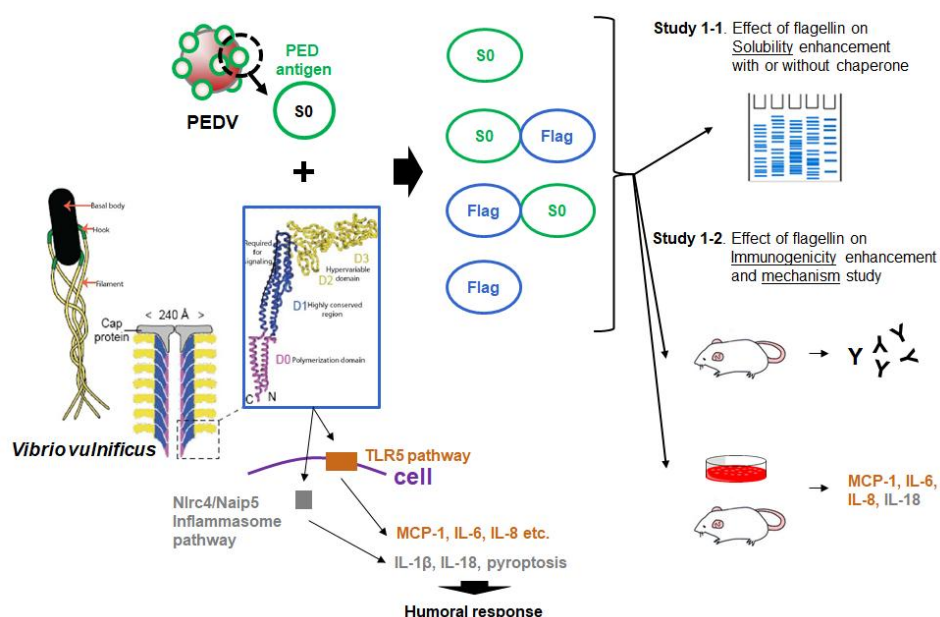 PED
antigen
S0
PEDV
+
S0
S0
Flag
Flag
S0
Flag
Study 1-1. Effect of flagellin on
Solubility enhancement
with or without chaperone
Study 1-2. Effect of flagellin on
Immunogenicity enhancement
and mechanism study
MCP-1, IL-6,
IL-8, IL-18
Basal body
Hook
Filament
< 240 Å >
Cap
protein
Vibrio vulnificus
Required
for
signaling
D3
Hypervariable
D2 domain
D1 Highly conserved
region
D0 Polymerization domain
C N
TLR5 pathway
cell
Nlrc4/Naip5
Inflammasome
pathway
MCP-1, IL-6, IL-8 etc.
IL-1β, IL-18, pyroptosis
Humoral response